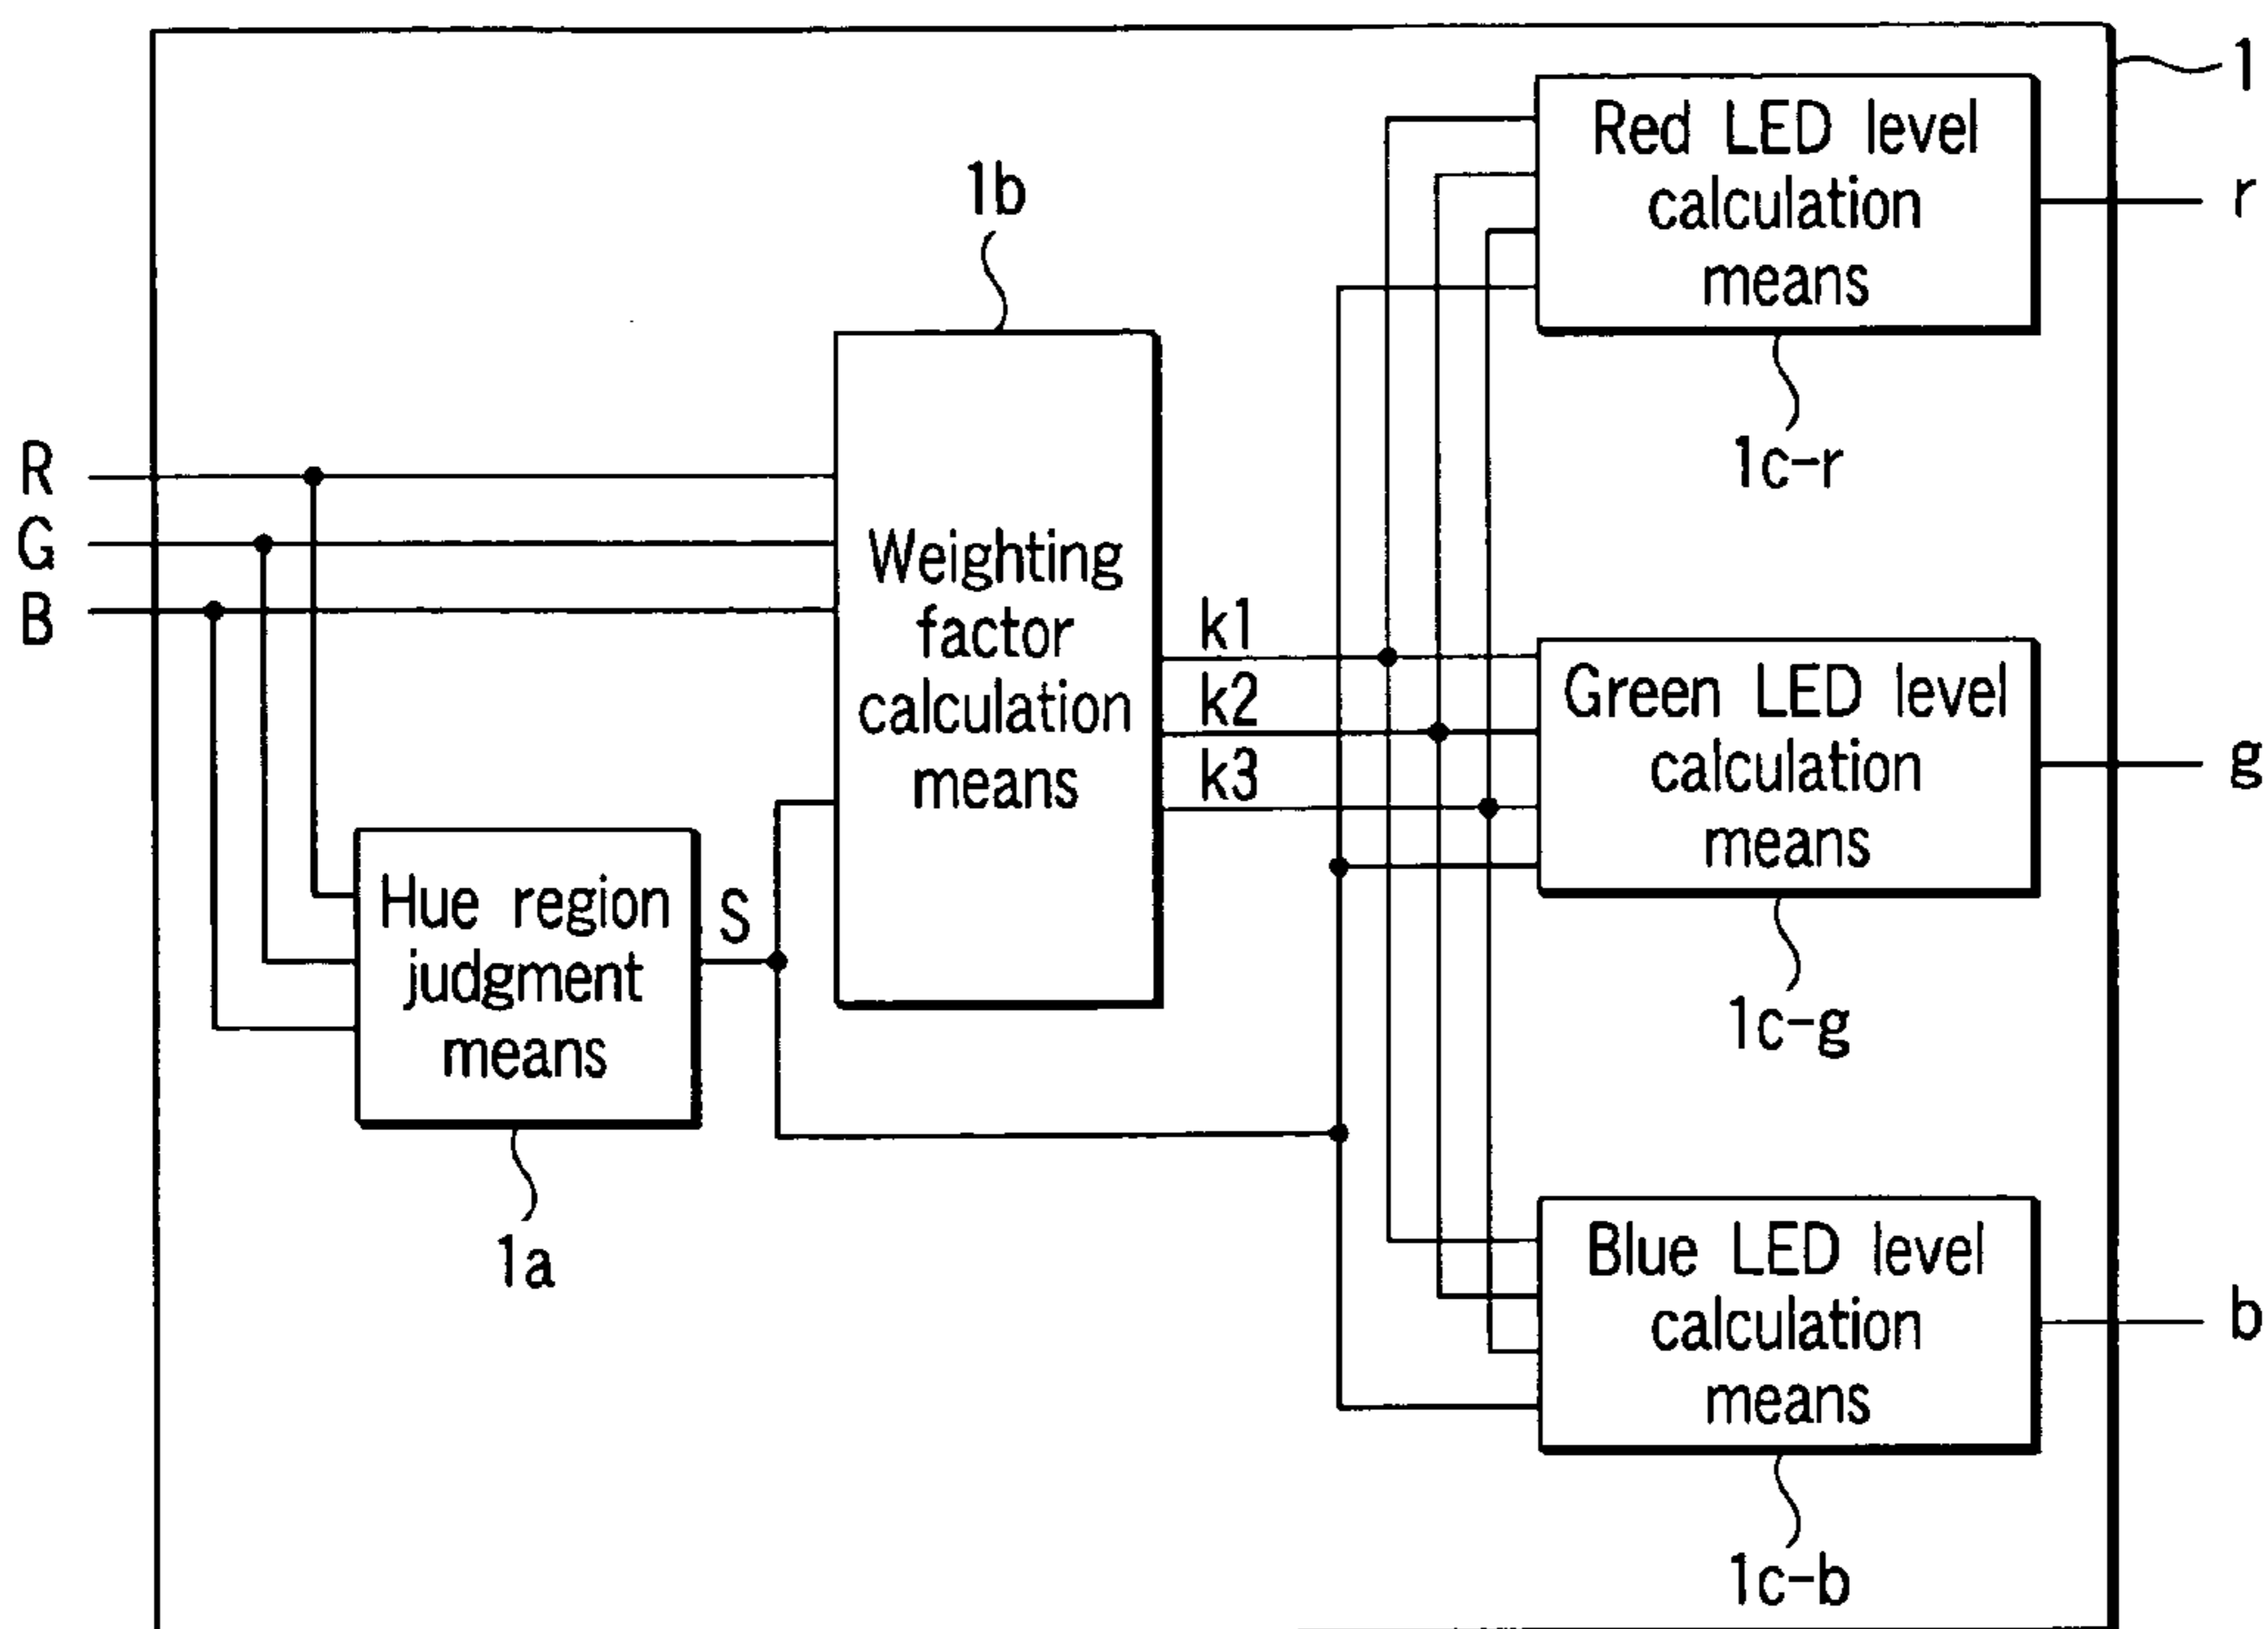 1
Red LED level
calculation
means
r
1b
1c-r
R
G
B
Weighting
factor
calculation
means
k1
k2
k3
Green LED level
calculation
means
g
Hue region
judgment
means
S
1c-g
1a
Blue LED level
calculation
means
b
1c-b